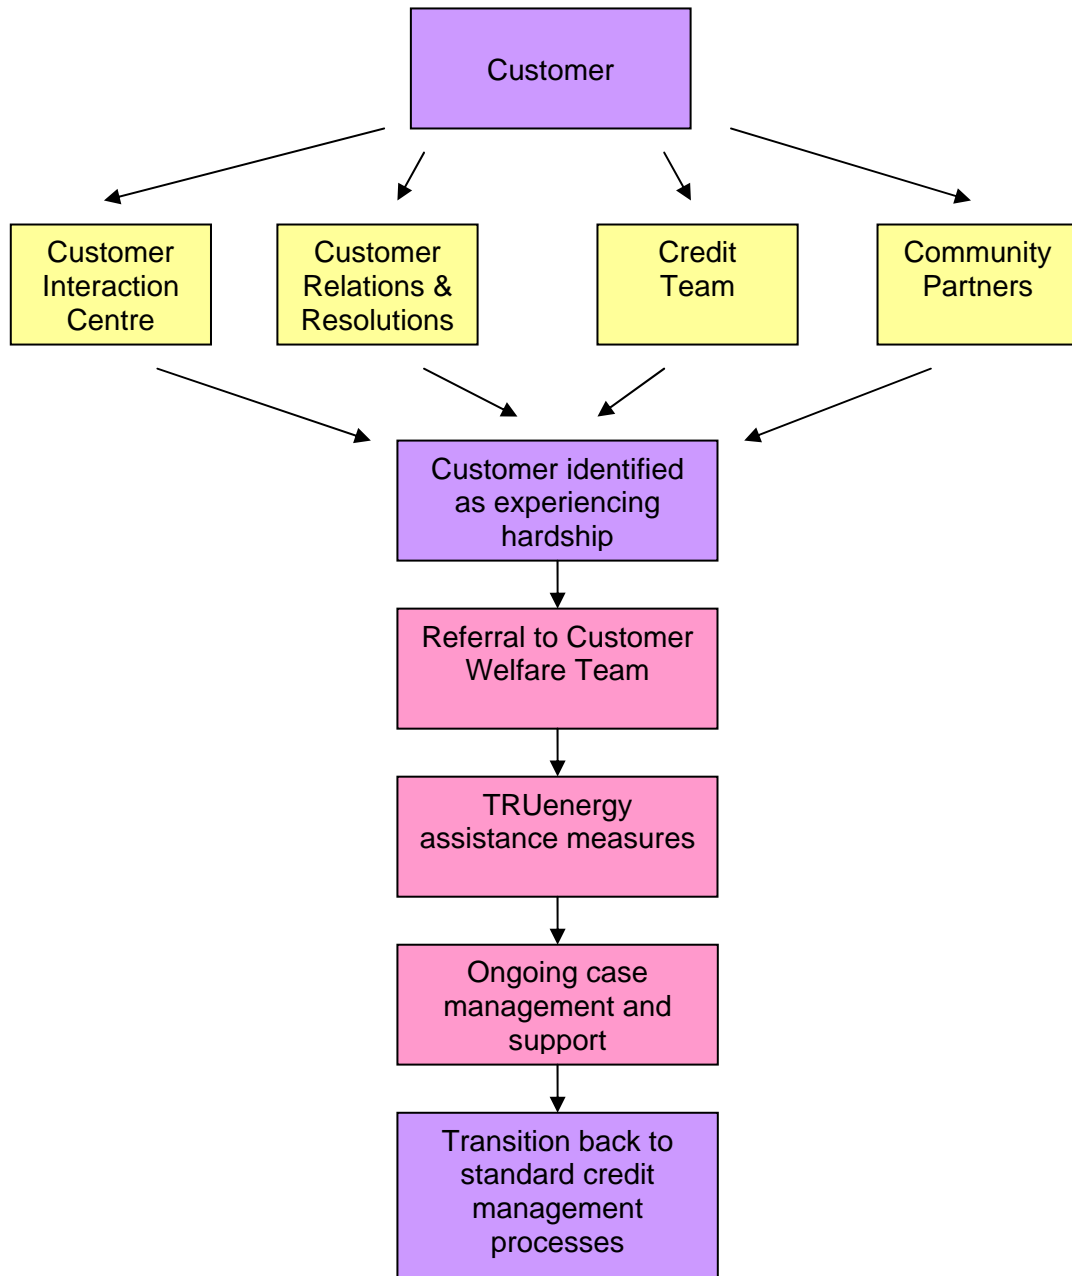 Customer
Customer
Interaction
Centre
Customer
Relations &
Resolutions
Credit
Team
Community
Partners
Customer identified
as experiencing
hardship
Referral to Customer
Welfare Team
TRUenergy
assistance measures
Ongoing case
management and
support
Transition back to
standard credit
management
processes